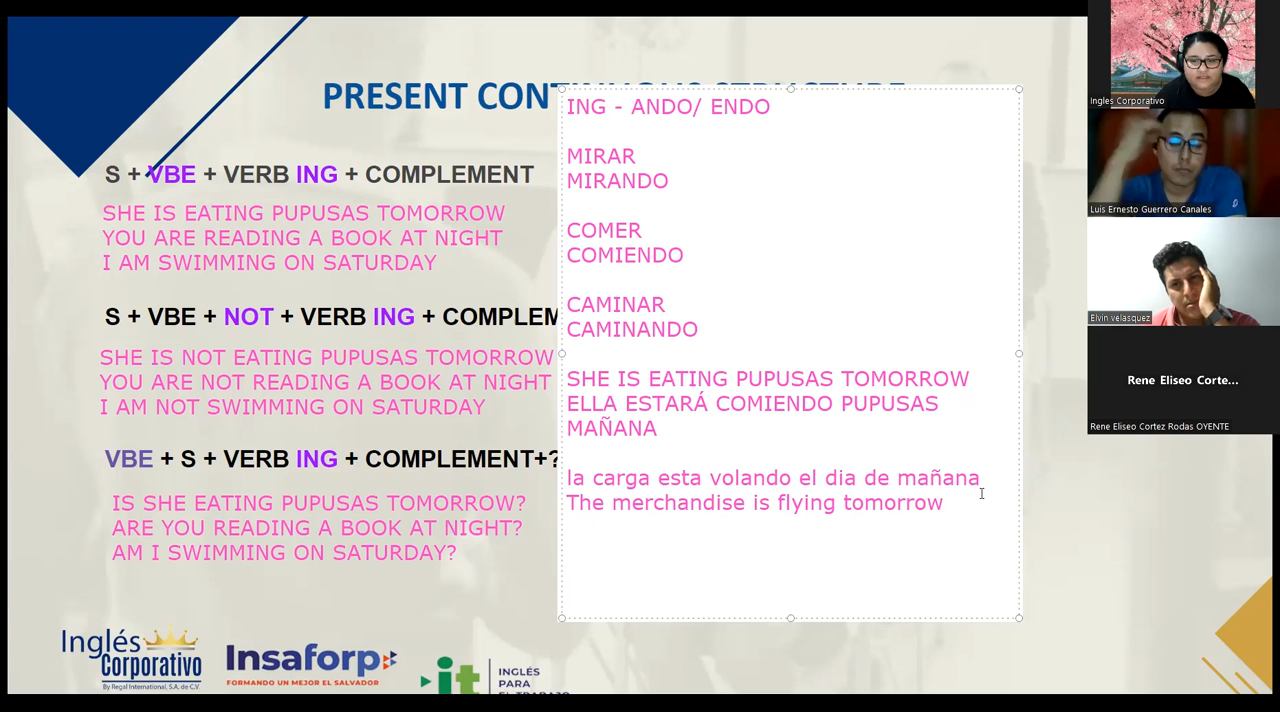 PRESENT CON
S + VBE + VERB ING + COMPLEMENT
SHE IS EATING PUPUSAS TOMORROW
YOU ARE READING A BOOK AT NIGHT
I AM SWIMMING ON SATURDAY
S + VBE + NOT + VERB ING + COMPLEM
SHE IS NOT EATING PUPUSAS TOMORROW
YOU ARE NOT READING A BOOK AT NIGHT
I AM NOT SWIMMING ON SATURDAY
VBE + S + VERB ING + COMPLEMENT+?
IS SHE EATING PUPUSAS TOMORROW?
ARE YOU READING A BOOK AT NIGHT?
AM I SWIMMING ON SATURDAY?
ING - ANDO/ ENDO
MIRAR
MIRANDO
COMER
COMIENDO
CAMINAR
CAMINANDO
SHE IS EATING PUPUSAS TOMORROW
ELLA ESTARÁ COMIENDO PUPUSAS
MAÑANA
la carga esta volando el dia de mañana
The merchandise is flying tomorrow
Inglés
Corporativo
By Regal International, S.A. de C.V.
Insaforp
FORMANDO UN MEJOR EL SALVADOR
it
INGLÉS
PARA
Ingles Corporativo
Luis Ernesto Guerrero Canales
Elvin velasquez
Rene Eliseo Corte...
Rene Eliseo Cortez Rodas OYENTE